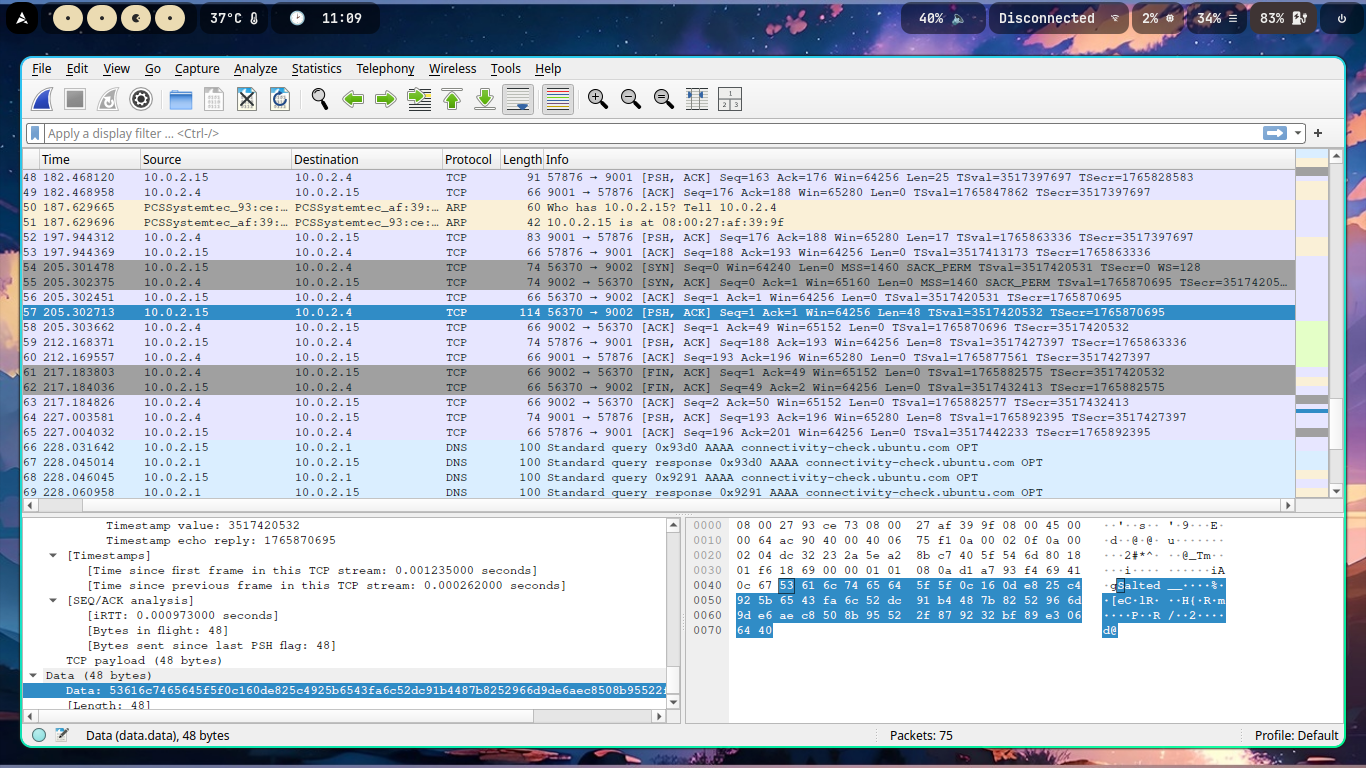 37°C 11:09 40% Disconnected 2% 34% 83%
File Edit View Go Capture Analyze Statistics Telephony Wireless Tools Help
Apply a display filter … <Ctrl-/>
Time Source Destination Protocol Length Info
48 182.468120 10.0.2.15 10.0.2.4 TCP 91 57876 → 9001 [PSH, ACK] Seq=163 Ack=176 Win=64256 Len=25 TSval=3517397697 TSecr=1765828583
49 182.468958 10.0.2.4 10.0.2.15 TCP 66 9001 → 57876 [ACK] Seq=176 Ack=188 Win=65280 Len=0 TSval=1765847862 TSecr=3517397697
50 187.629665 PCSSystemtec_93:ce:… PCSSystemtec_af:39:… ARP 60 Who has 10.0.2.15? Tell 10.0.2.4
51 187.629696 PCSSystemtec_af:39:… PCSSystemtec_93:ce:… ARP 42 10.0.2.15 is at 08:00:27:af:39:9f
52 197.944312 10.0.2.4 10.0.2.15 TCP 83 9001 → 57876 [PSH, ACK] Seq=176 Ack=188 Win=65280 Len=17 TSval=1765863336 TSecr=3517397697
53 197.944369 10.0.2.15 10.0.2.4 TCP 66 57876 → 9001 [ACK] Seq=188 Ack=193 Win=64256 Len=0 TSval=3517413173 TSecr=1765863336
54 205.301478 10.0.2.15 10.0.2.4 TCP 74 56370 → 9002 [SYN] Seq=0 Win=64240 Len=0 MSS=1460 SACK_PERM TSval=3517420531 TSecr=0 WS=128
55 205.302375 10.0.2.4 10.0.2.15 TCP 74 9002 → 56370 [SYN, ACK] Seq=0 Ack=1 Win=65160 Len=0 MSS=1460 SACK_PERM TSval=1765870695 TSecr=35174205…
56 205.302451 10.0.2.15 10.0.2.4 TCP 66 56370 → 9002 [ACK] Seq=1 Ack=1 Win=64256 Len=0 TSval=3517420531 TSecr=1765870695
57 205.302713 10.0.2.15 10.0.2.4 TCP 114 56370 → 9002 [PSH, ACK] Seq=1 Ack=1 Win=64256 Len=48 TSval=3517420532 TSecr=1765870695
58 205.303662 10.0.2.4 10.0.2.15 TCP 66 9002 → 56370 [ACK] Seq=1 Ack=49 Win=65152 Len=0 TSval=1765870696 TSecr=3517420532
59 212.168371 10.0.2.15 10.0.2.4 TCP 74 57876 → 9001 [PSH, ACK] Seq=188 Ack=193 Win=64256 Len=8 TSval=3517427397 TSecr=1765863336
60 212.169557 10.0.2.4 10.0.2.15 TCP 66 9001 → 57876 [ACK] Seq=193 Ack=196 Win=65280 Len=0 TSval=1765877561 TSecr=3517427397
61 217.183803 10.0.2.4 10.0.2.15 TCP 66 9002 → 56370 [FIN, ACK] Seq=1 Ack=49 Win=65152 Len=0 TSval=1765882575 TSecr=3517420532
62 217.184036 10.0.2.15 10.0.2.4 TCP 66 56370 → 9002 [FIN, ACK] Seq=49 Ack=2 Win=64256 Len=0 TSval=3517432413 TSecr=1765882575
63 217.184826 10.0.2.4 10.0.2.15 TCP 66 9002 → 56370 [ACK] Seq=2 Ack=50 Win=65152 Len=0 TSval=1765882577 TSecr=3517432413
64 227.003581 10.0.2.4 10.0.2.15 TCP 74 9001 → 57876 [PSH, ACK] Seq=193 Ack=196 Win=65280 Len=8 TSval=1765892395 TSecr=3517427397
65 227.004032 10.0.2.15 10.0.2.4 TCP 66 57876 → 9001 [ACK] Seq=196 Ack=201 Win=64256 Len=0 TSval=3517442233 TSecr=1765892395
66 228.031642 10.0.2.15 10.0.2.1 DNS 100 Standard query 0x93d0 AAAA connectivity-check.ubuntu.com OPT
67 228.045014 10.0.2.1 10.0.2.15 DNS 100 Standard query response 0x93d0 AAAA connectivity-check.ubuntu.com OPT
68 228.046045 10.0.2.15 10.0.2.1 DNS 100 Standard query 0x9291 AAAA connectivity-check.ubuntu.com OPT
69 228.060958 10.0.2.1 10.0.2.15 DNS 100 Standard query response 0x9291 AAAA connectivity-check.ubuntu.com OPT
Timestamp value: 3517420532
Timestamp echo reply: 1765870695
[Timestamps]
[Time since first frame in this TCP stream: 0.001235000 seconds]
[Time since previous frame in this TCP stream: 0.000262000 seconds]
[SEQ/ACK analysis]
[iRTT: 0.000973000 seconds]
[Bytes in flight: 48]
[Bytes sent since last PSH flag: 48]
TCP payload (48 bytes)
Data (48 bytes)
Data: 53616c7465645f5f0c160de825c4925b6543fa6c52dc91b4487b8252966d9de6aec8508b95522f
[Length: 48]
0000 08 00 27 93 ce 73 08 00 27 af 39 9f 08 00 45 00 ··'··s·· '·9···E·
0010 00 64 ac 90 40 00 40 06 75 f1 0a 00 02 0f 0a 00 ·d··@·@· u·······
0020 02 04 dc 32 23 2a 5e a2 8b c7 40 5f 54 6d 80 18 ···2#*^· ··@_Tm··
0030 01 f6 18 69 00 00 01 01 08 0a d1 a7 93 f4 69 41 ···i···· ······iA
0040 0c 67 53 61 6c 74 65 64 5f 5f 0c 16 0d e8 25 c4 ·gSalted __····%·
0050 92 5b 65 43 fa 6c 52 dc 91 b4 48 7b 82 52 96 6d ·[eC·lR· ··H{·R·m
0060 9d e6 ae c8 50 8b 95 52 2f 87 92 32 bf 89 e3 06 ····P··R /··2····
0070 64 40 d@
Data (data.data), 48 bytes Packets: 75 Profile: Default